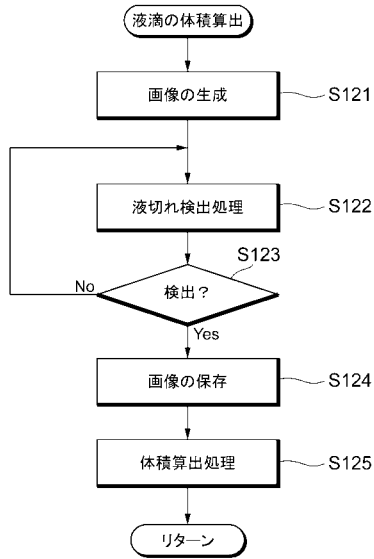 液滴の体積算出
画像の生成
S121
液切れ検出処理
S122
S123
検出？
No
Yes
画像の保存
S124
体積算出処理
S125
リターン